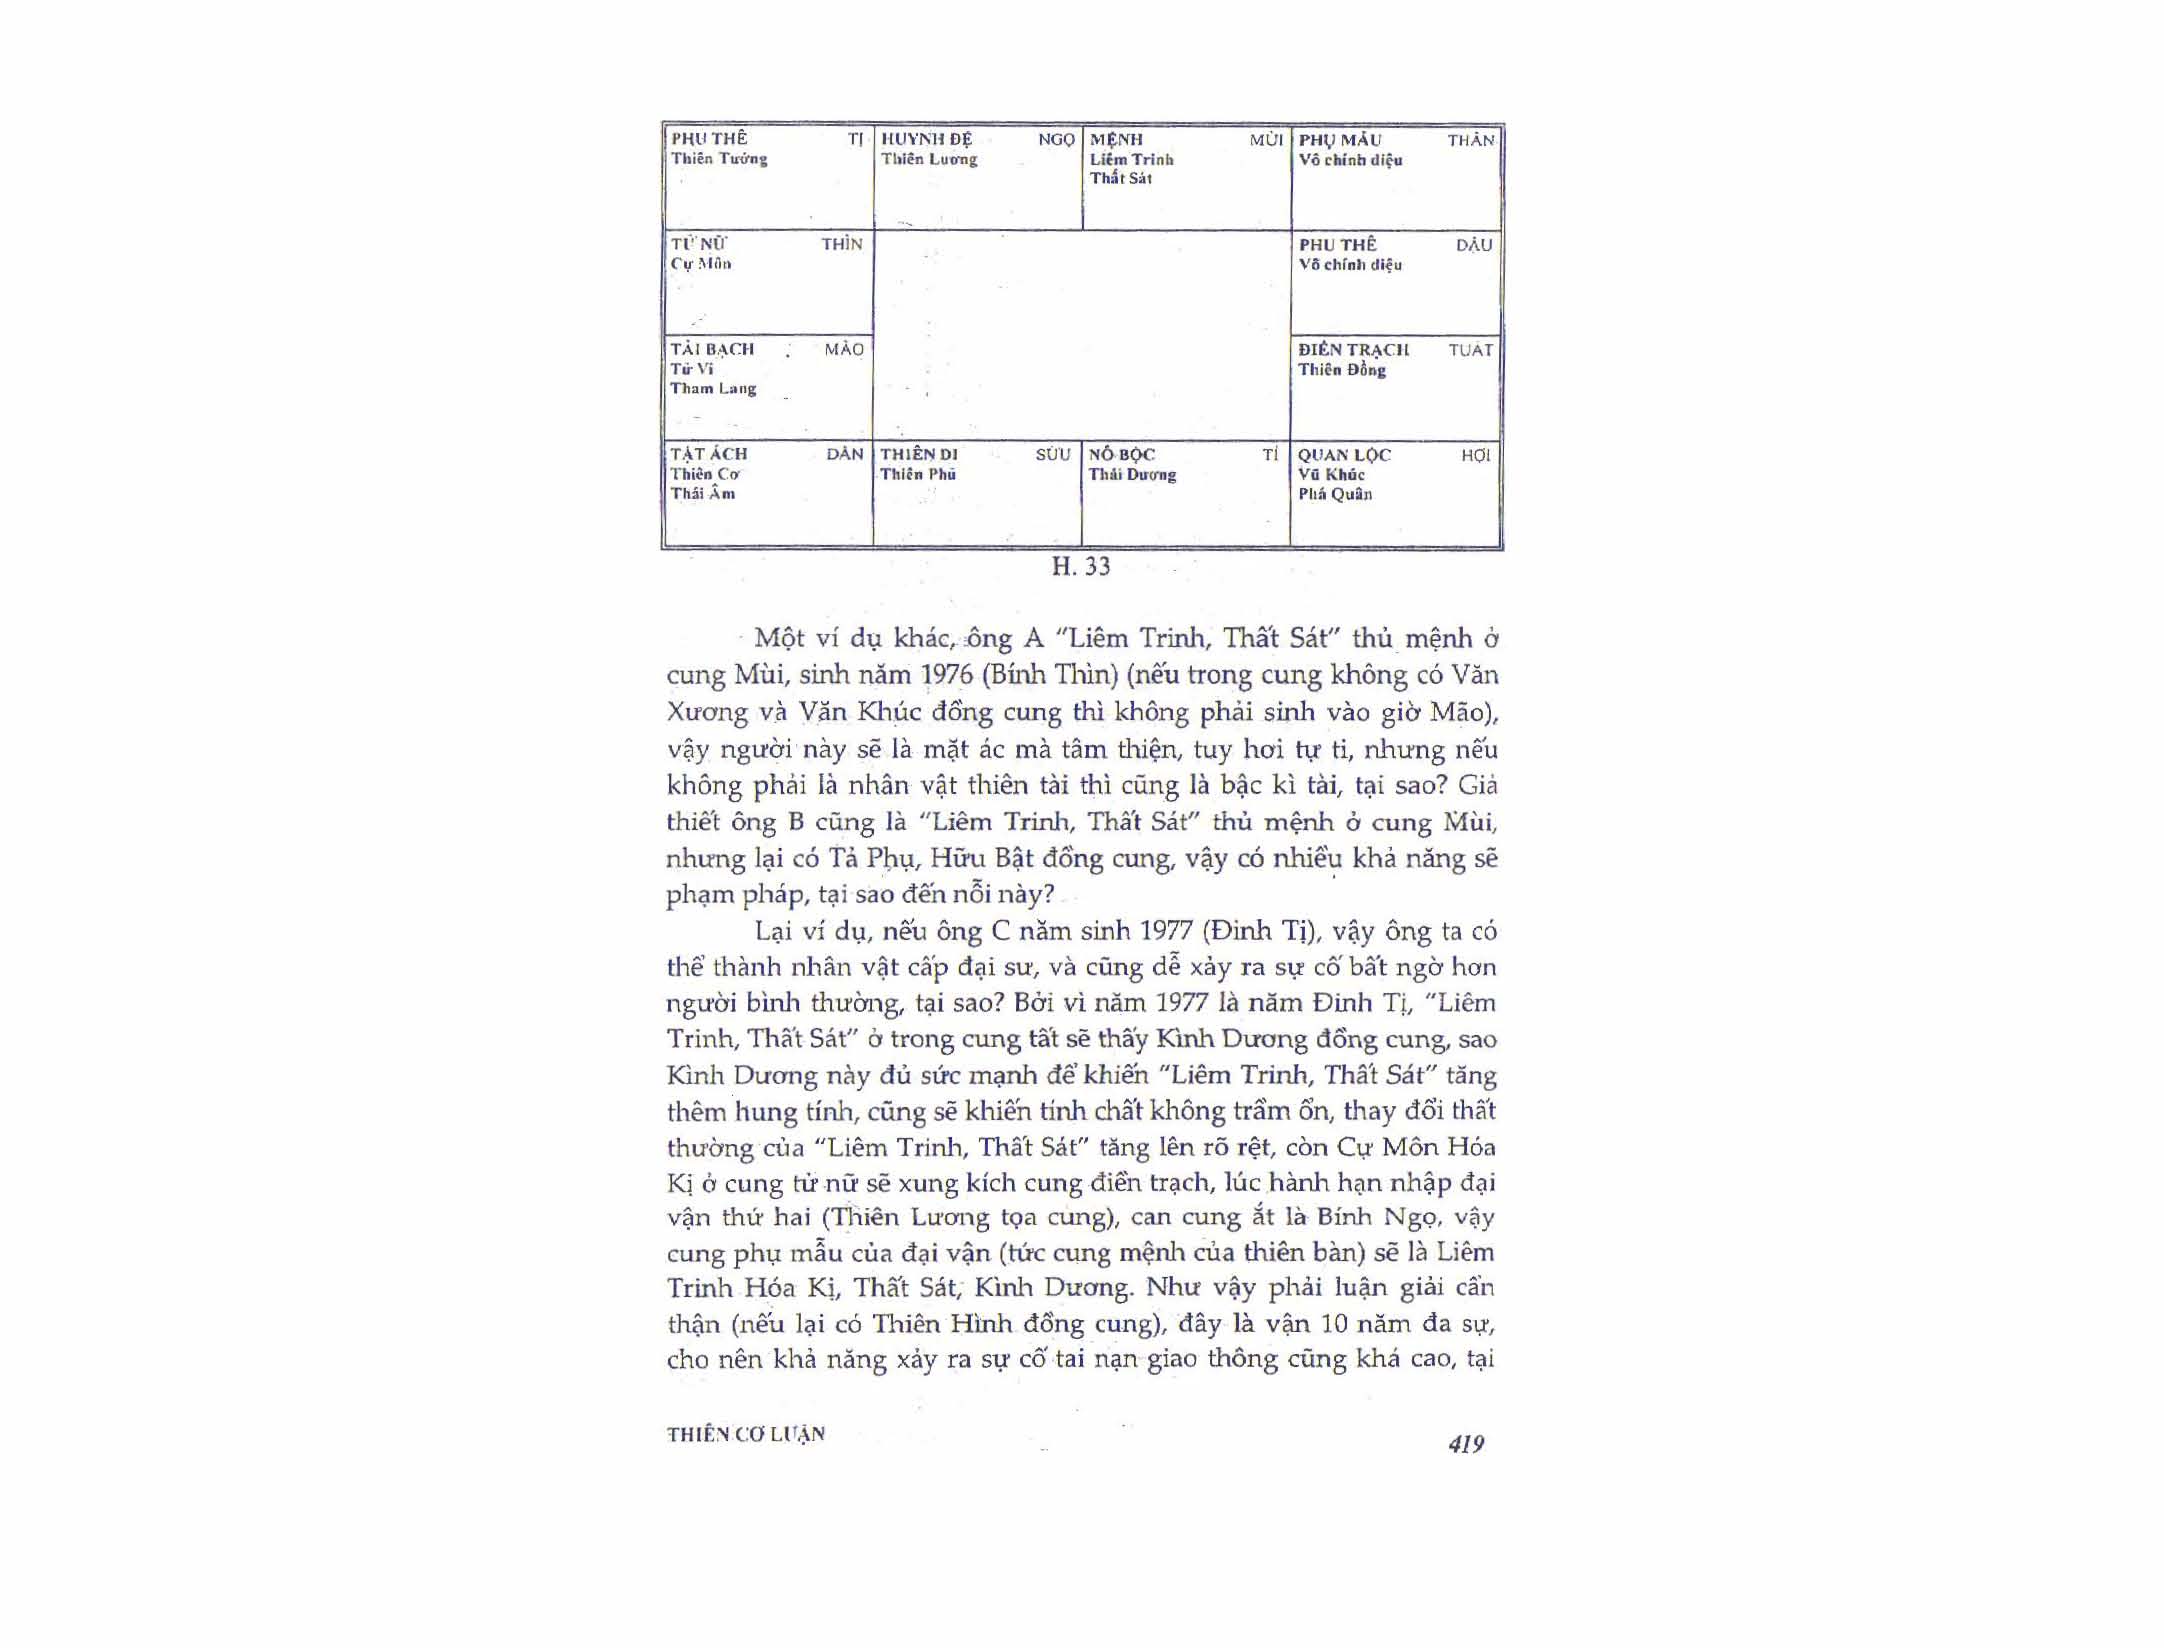 PHU THÊ TỊ
Thiên Tướng
HUYNH ĐỆ NGỌ
Thiên Lương
MỆNH MÙI
Liêm Trinh
Thất Sát
PHỤ MẪU THÂN
Vô chính diệu
TỬ NỮ THÌN
Cự Môn
PHU THÊ DẬU
Vô chính diệu
TÀI BẠCH MÃO
Tử Vi
Tham Lang
ĐIỀN TRẠCH TUẤT
Thiên Đồng
TẬT ÁCH DẦN
Thiên Cơ
Thái Âm
THIÊN DI SỬU
Thiên Phủ
NÔ BỘC TÍ
Thái Dương
QUAN LỘC HỢI
Vũ Khúc
Phá Quân
H. 33
Một ví dụ khác, ông A "Liêm Trinh, Thất Sát" thủ mệnh ở
cung Mùi, sinh năm 1976 (Bính Thìn) (nếu trong cung không có Văn
Xương và Văn Khúc đồng cung thì không phải sinh vào giờ Mão),
vậy người này sẽ là mặt ác mà tâm thiện, tuy hơi tự ti, nhưng nếu
không phải là nhân vật thiên tài thì cũng là bậc kì tài, tại sao? Giả
thiết ông B cũng là "Liêm Trinh, Thất Sát" thủ mệnh ở cung Mùi,
nhưng lại có Tả Phụ, Hữu Bật đồng cung, vậy có nhiều khả năng sẽ
phạm pháp, tại sao đến nỗi này?
Lại ví dụ, nếu ông C năm sinh 1977 (Đinh Tị), vậy ông ta có
thể thành nhân vật cấp đại sư, và cũng dễ xảy ra sự cố bất ngờ hơn
người bình thường, tại sao? Bởi vì năm 1977 là năm Đinh Tị, "Liêm
Trinh, Thất Sát" ở trong cung tất sẽ thấy Kình Dương đồng cung, sao
Kình Dương này đủ sức mạnh để khiến "Liêm Trinh, Thất Sát" tăng
thêm hung tính, cũng sẽ khiến tính chất không trầm ổn, thay đổi thất
thường của "Liêm Trinh, Thất Sát" tăng lên rõ rệt, còn Cự Môn Hóa
Kị ở cung tử nữ sẽ xung kích cung điền trạch, lúc hành hạn nhập đại
vận thứ hai (Thiên Lương tọa cung), can cung ắt là Bính Ngọ, vậy
cung phụ mẫu của đại vận (tức cung mệnh của thiên bàn) sẽ là Liêm
Trinh Hóa Kị, Thất Sát, Kình Dương. Như vậy phải luận giải cẩn
thận (nếu lại có Thiên Hình đồng cung), đây là vận 10 năm đa sự,
cho nên khả năng xảy ra sự cố tai nạn giao thông cũng khá cao, tại
THIÊN CƠ LUẬN
419